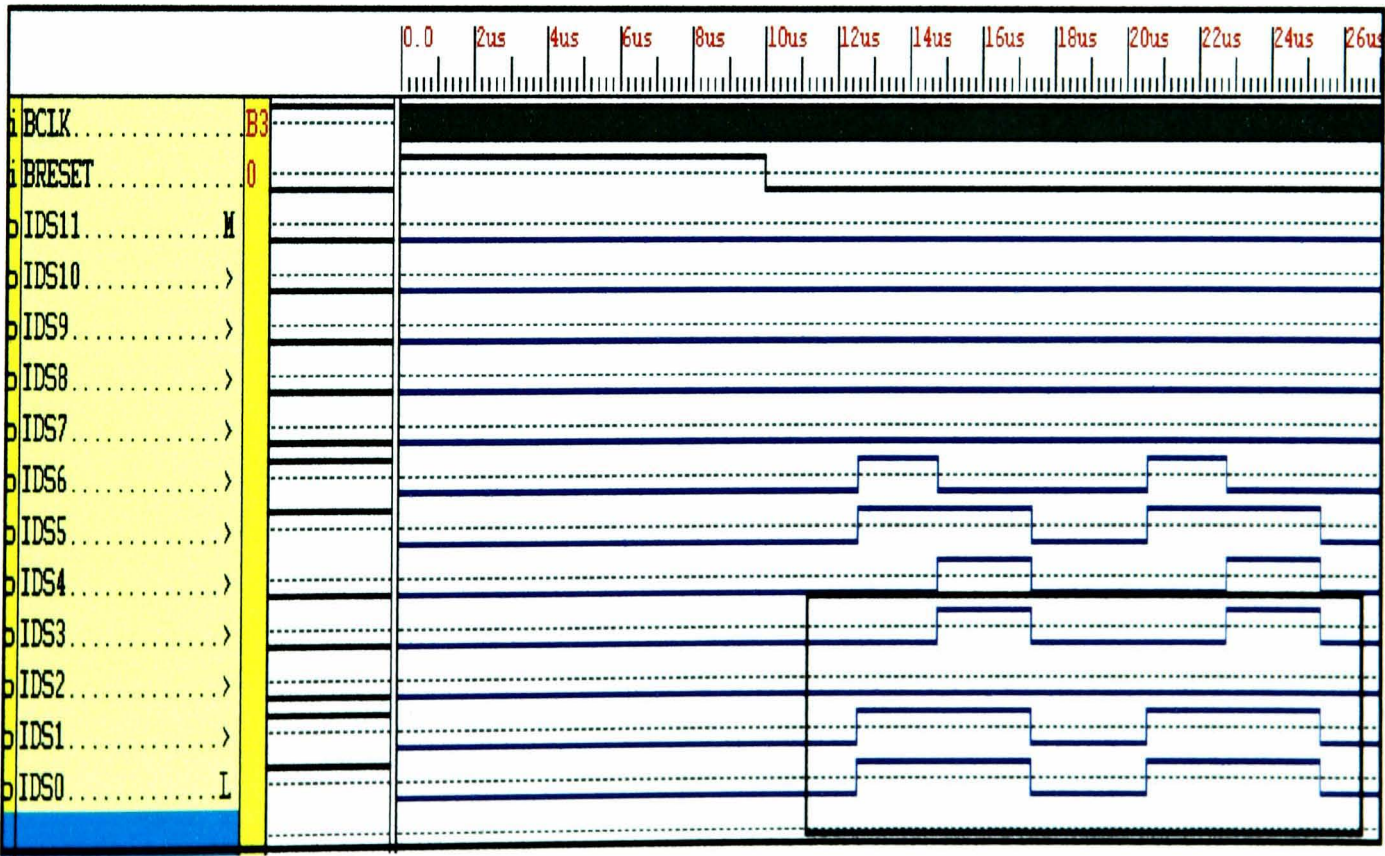 0.0 2us 4us 6us 8us 10us 12us 14us 16us 18us 20us 22us 24us 26us
i BCLK................B3
i BRESET..............0
o IDS11............M
o IDS10............>
o IDS9.............>
o IDS8.............>
o IDS7.............>
o IDS6.............>
o IDS5.............>
o IDS4.............>
o IDS3.............>
o IDS2.............>
o IDS1.............>
o IDS0.............L